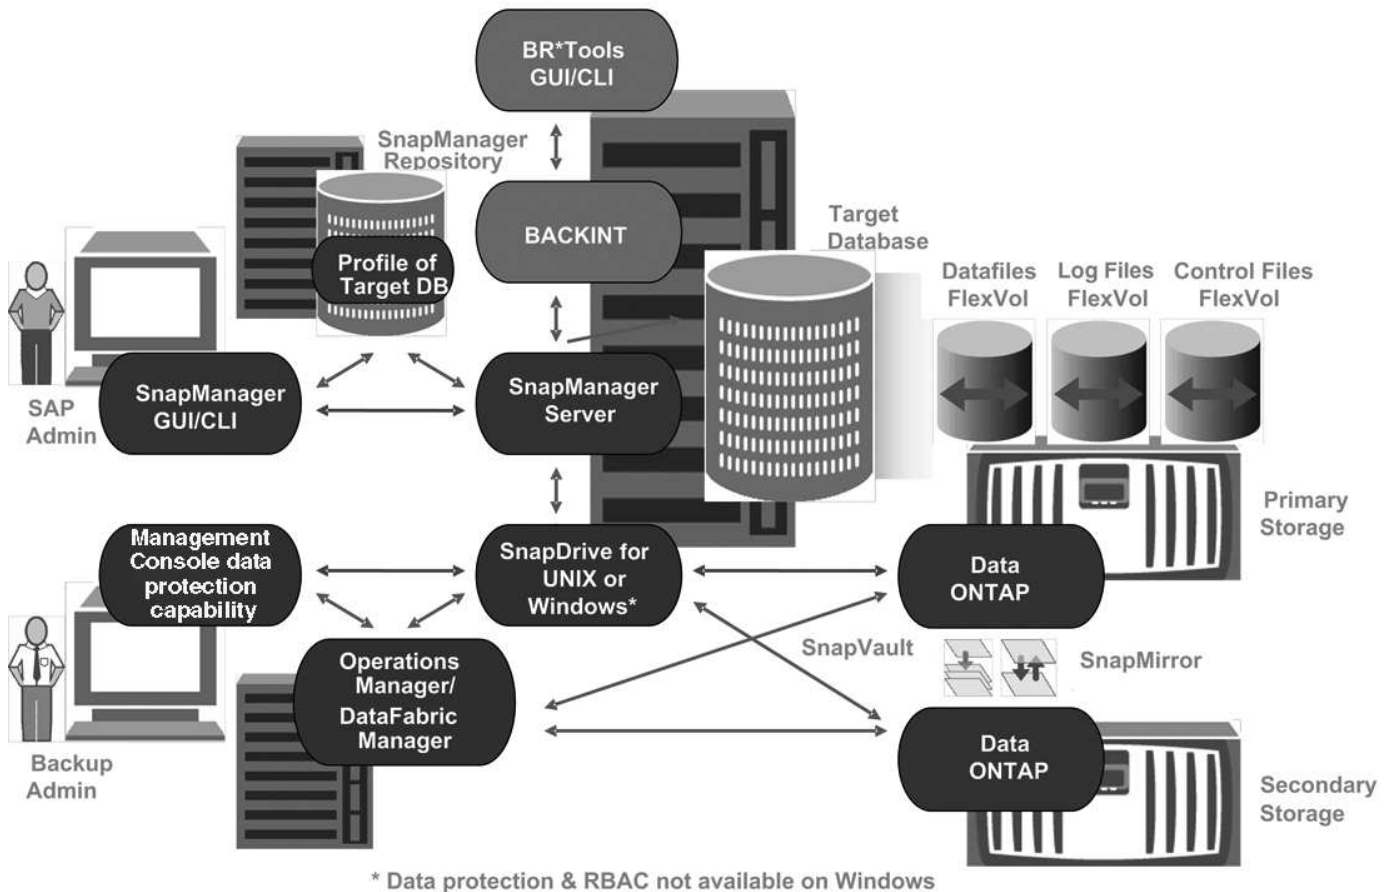 BR*Tools
GUI/CLI
SnapManager
Repository
BACKINT
Target
Database
Profile of
Target DB
Datafiles
FlexVol
Log Files
FlexVol
Control Files
FlexVol
SnapManager
GUI/CLI
SnapManager
Server
SAP
Admin
Primary
Storage
Management
Console data
protection
capability
SnapDrive for
UNIX or
Windows*
Data
ONTAP
SnapVault
SnapMirror
Operations
Manager/
DataFabric
Manager
Data
ONTAP
Backup
Admin
Secondary
Storage
* Data protection & RBAC not available on Windows